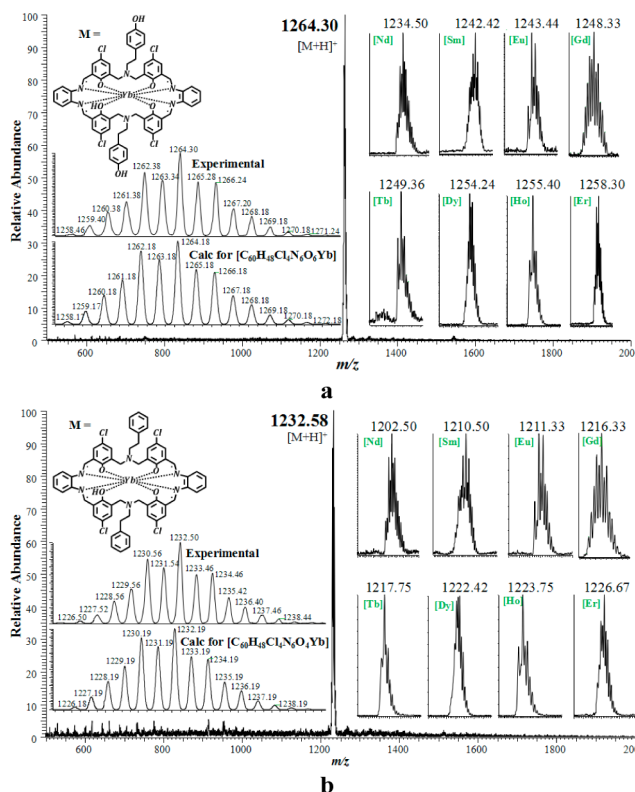 M =
OH
Cl
Cl
N
O
O
N
N
Yb
N
HO
O
N
Cl
Cl
OH
1264.30
[M+H]+
Relative Abundance
100
90
80
70
60
50
40
30
20
10
0
Experimental
1258.46
1259.40
1260.38
1261.38
1262.38
1263.34
1264.30
1265.28
1266.24
1267.20
1268.18
1269.18
1270.18
1271.24
Calc for [C60H48Cl4N6O6Yb]
1258.17
1259.17
1260.18
1261.18
1262.18
1263.18
1264.18
1265.18
1266.18
1267.18
1268.18
1269.18
1270.18
1272.18
1234.50 1242.42 1243.44 1248.33
[Nd] [Sm] [Eu] [Gd]
1249.36 1254.24 1255.40 1258.30
[Tb] [Dy] [Ho] [Er]
600 800 1000 1200 1400 1600 1800 200
m/z
a
M =
Cl
Cl
N
O
O
N
N
Yb
N
HO
O
N
Cl
Cl
1232.58
[M+H]+
Relative Abundance
100
90
80
70
60
50
40
30
20
10
0
Experimental
1226.50
1227.52
1228.56
1229.56
1230.56
1231.54
1232.50
1233.46
1234.46
1235.42
1236.40
1237.46
1238.44
Calc for [C60H48Cl4N6O4Yb]
1226.18
1227.19
1228.19
1229.19
1230.19
1231.19
1232.19
1233.19
1234.19
1235.19
1236.19
1237.19
1238.19
1202.50 1210.50 1211.33 1216.33
[Nd] [Sm] [Eu] [Gd]
1217.75 1222.42 1223.75 1226.67
[Tb] [Dy] [Ho] [Er]
600 800 1000 1200 1400 1600 1800 200
m/z
b